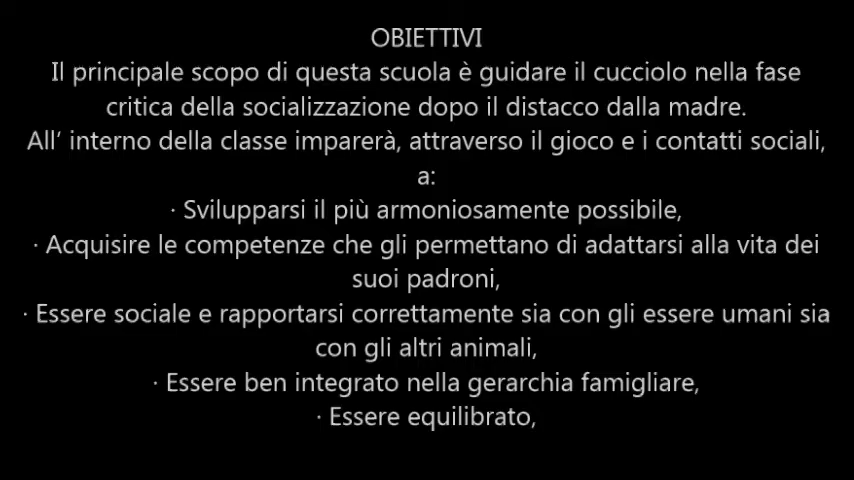 OBIETTIVI
Il principale scopo di questa scuola è guidare il cucciolo nella fase
critica della socializzazione dopo il distacco dalla madre.
All’ interno della classe imparerà, attraverso il gioco e i contatti sociali,
a:
· Svilupparsi il più armoniosamente possibile,
· Acquisire le competenze che gli permettano di adattarsi alla vita dei
suoi padroni,
· Essere sociale e rapportarsi correttamente sia con gli essere umani sia
con gli altri animali,
· Essere ben integrato nella gerarchia famigliare,
· Essere equilibrato,